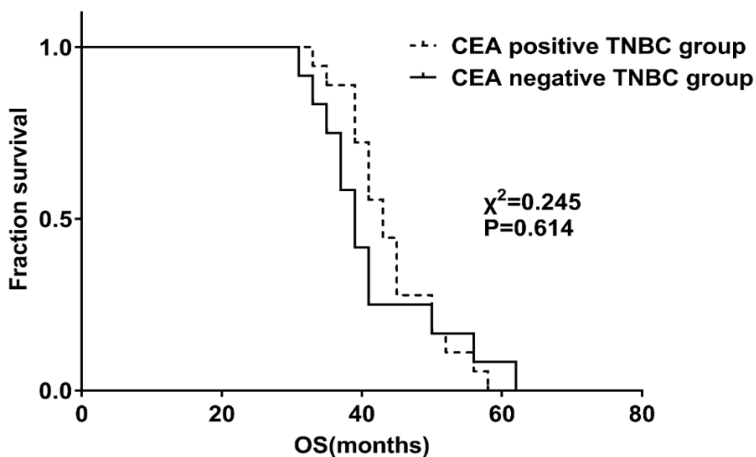 CEA positive TNBC group
CEA negative TNBC group
1.0
0.5
0.0
Fraction survival
χ²=0.245
P=0.614
0 20 40 60 80
OS(months)